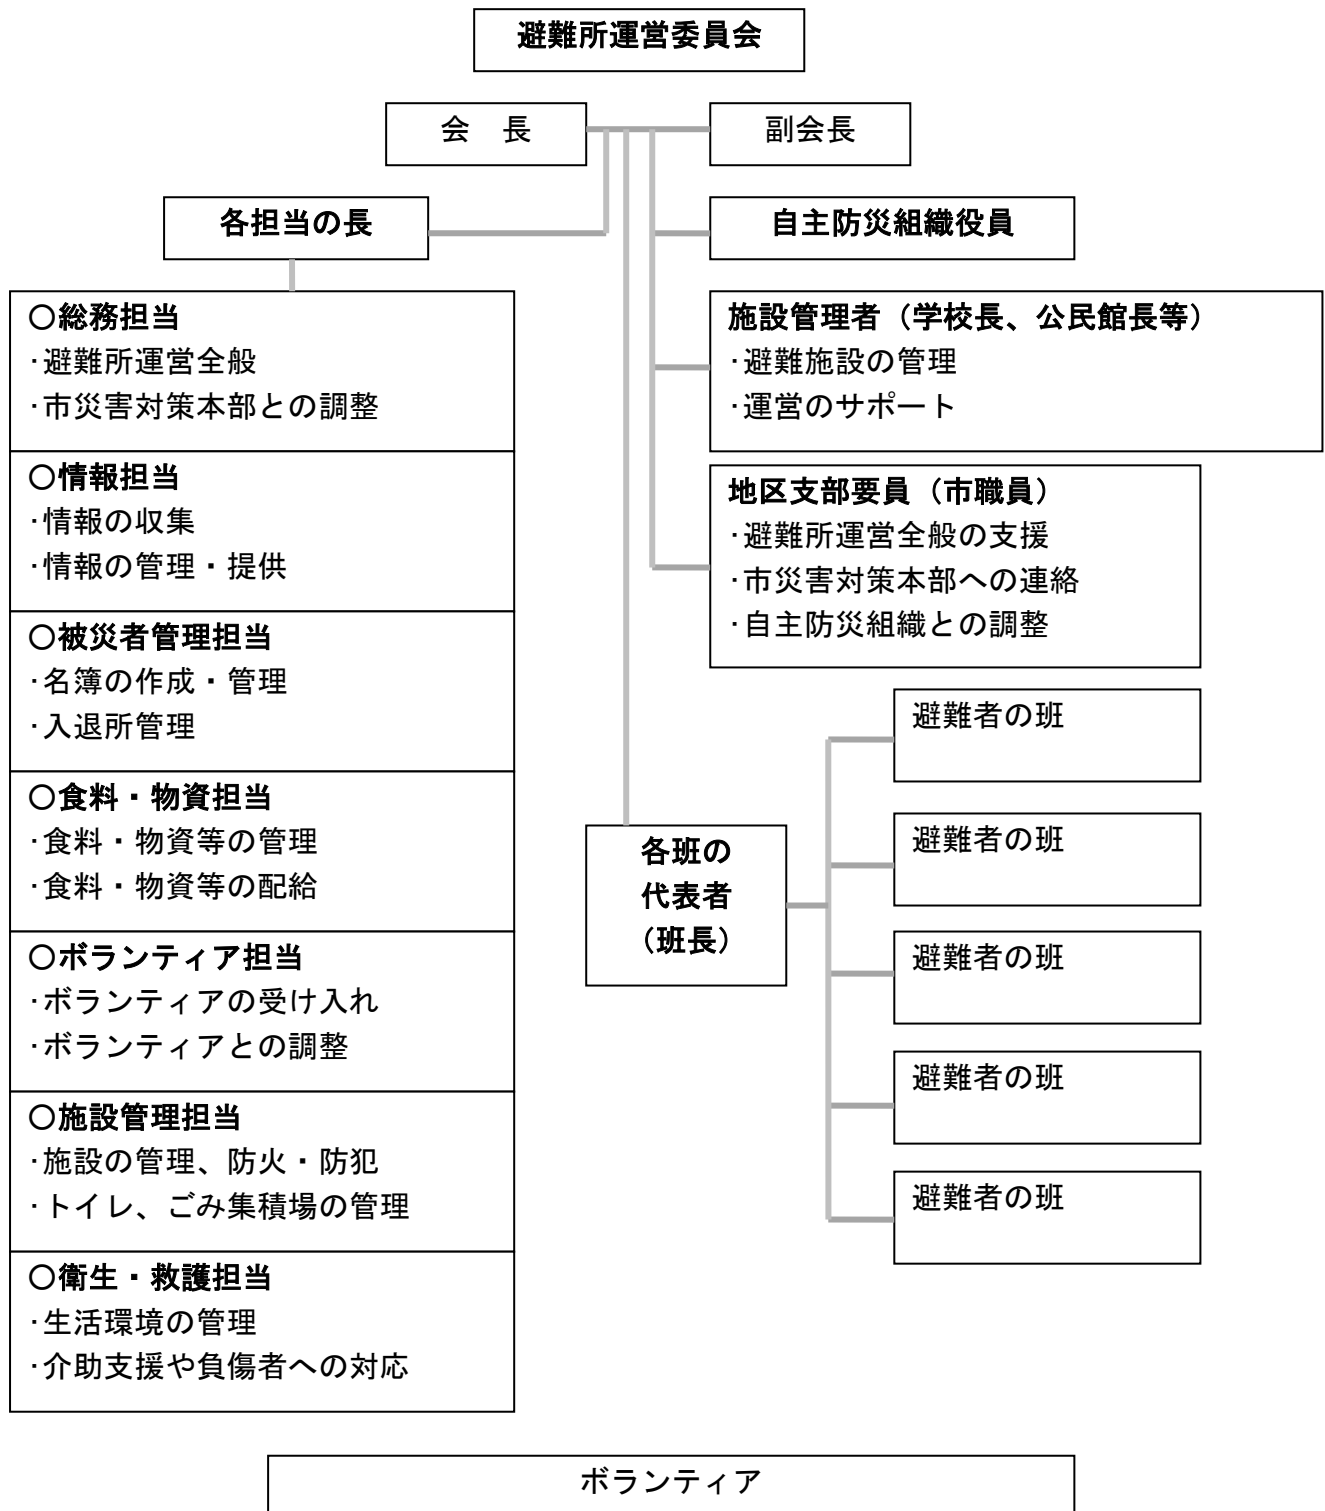 避難所運営委員会
会　長
副会長
各担当の長
自主防災組織役員
○総務担当
・避難所運営全般
・市災害対策本部との調整
○情報担当
・情報の収集
・情報の管理・提供
○被災者管理担当
・名簿の作成・管理
・入退所管理
○食料・物資担当
・食料・物資等の管理
・食料・物資等の配給
○ボランティア担当
・ボランティアの受け入れ
・ボランティアとの調整
○施設管理担当
・施設の管理、防火・防犯
・トイレ、ごみ集積場の管理
○衛生・救護担当
・生活環境の管理
・介助支援や負傷者への対応
施設管理者（学校長、公民館長等）
・避難施設の管理
・運営のサポート
地区支部要員（市職員）
・避難所運営全般の支援
・市災害対策本部への連絡
・自主防災組織との調整
各班の
代表者
（班長）
避難者の班
避難者の班
避難者の班
避難者の班
避難者の班
ボランティア